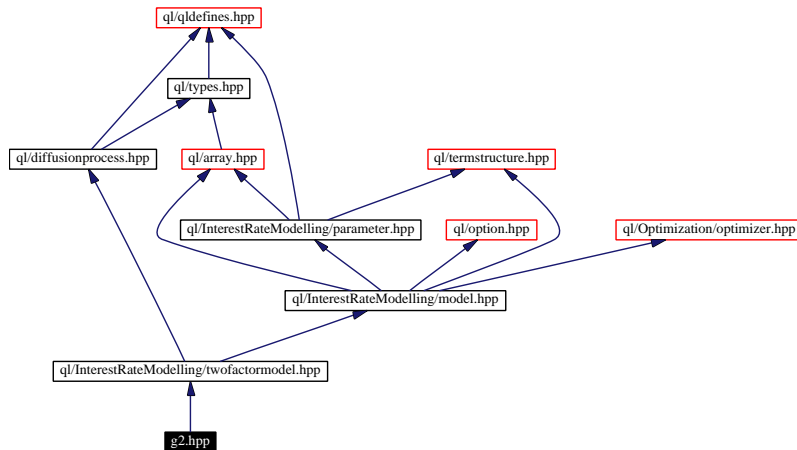 ql/qldefines.hpp
ql/types.hpp
ql/diffusionprocess.hpp
ql/array.hpp
ql/termstructure.hpp
ql/InterestRateModelling/parameter.hpp
ql/option.hpp
ql/Optimization/optimizer.hpp
ql/InterestRateModelling/model.hpp
ql/InterestRateModelling/twofactormodel.hpp
g2.hpp